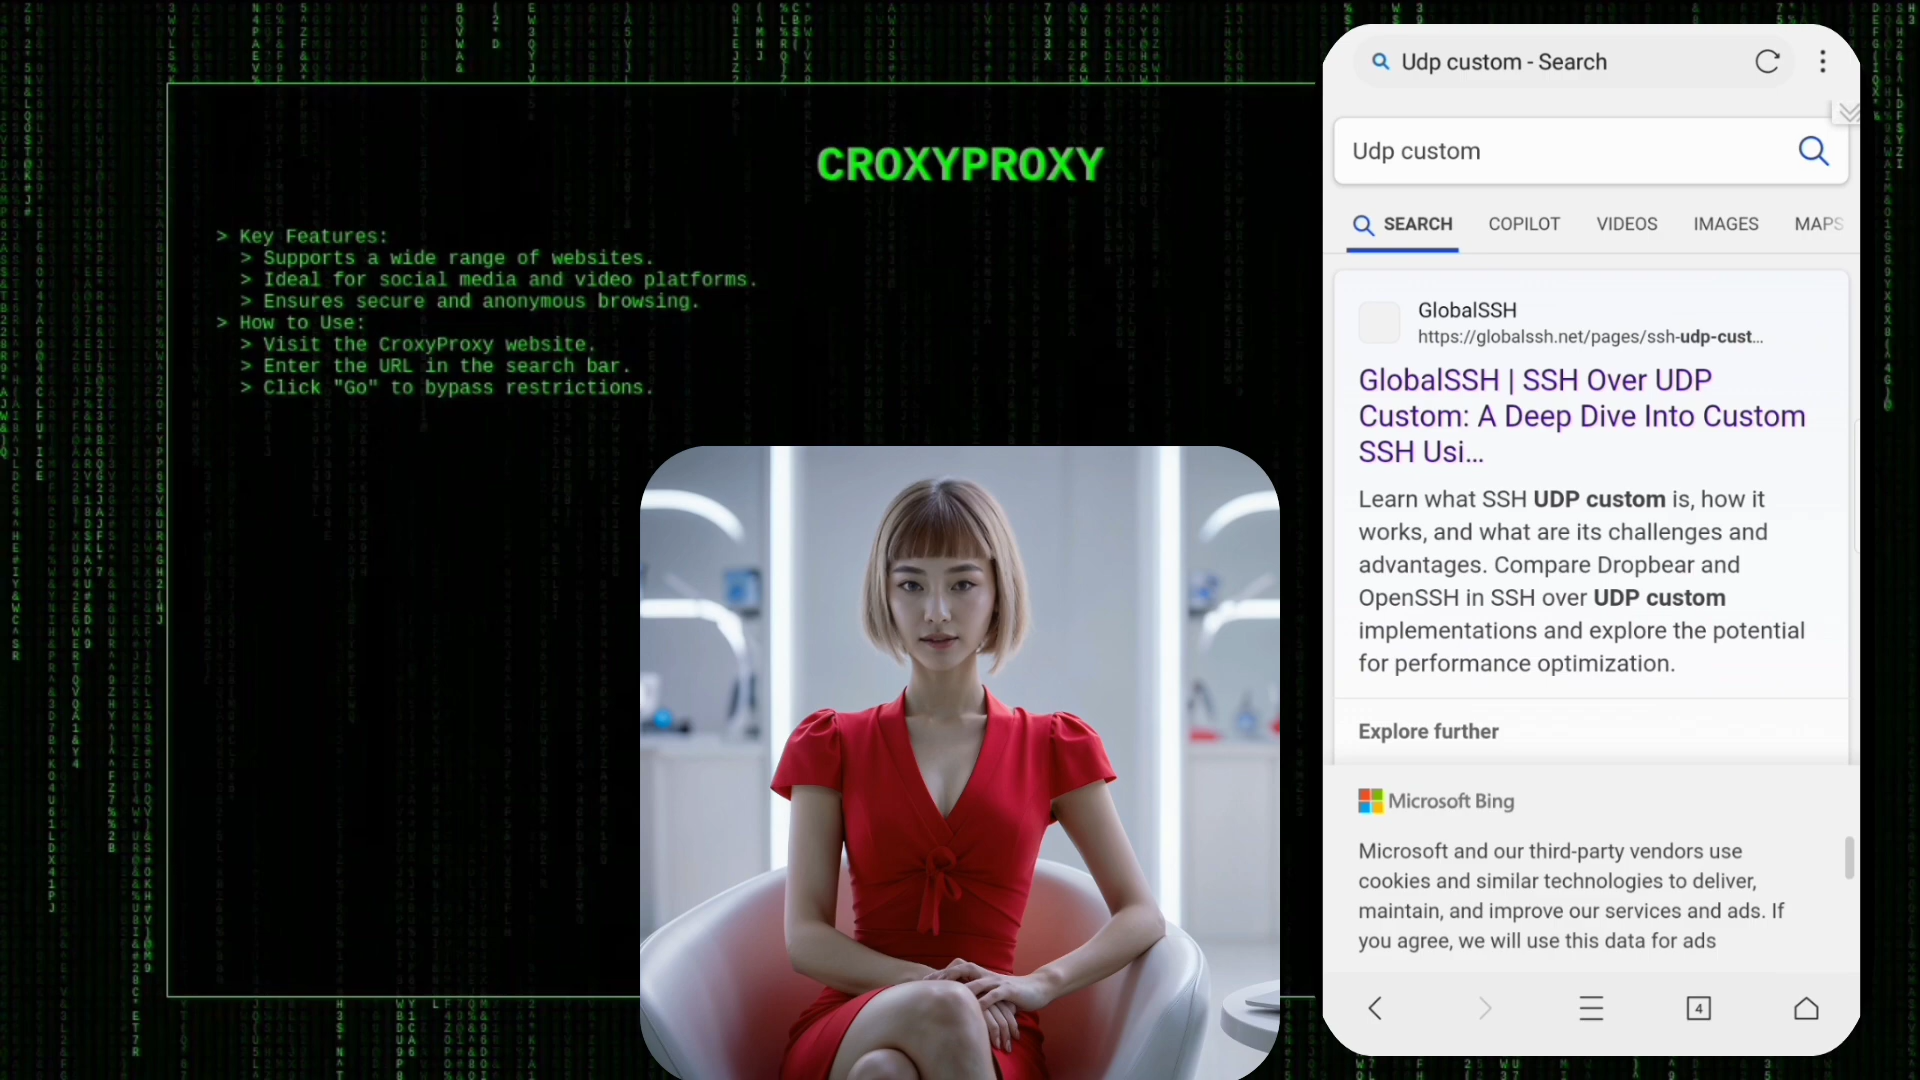 CROXYPROXY
> Key Features:
> Supports a wide range of websites.
> Ideal for social media and video platforms.
> Ensures secure and anonymous browsing.
> How to Use:
> Visit the CroxyProxy website.
> Enter the URL in the search bar.
> Click "Go" to bypass restrictions.
Udp custom - Search
Udp custom
SEARCH COPILOT VIDEOS IMAGES MAPS
GlobalSSH
https://globalssh.net/pages/ssh-udp-cust...
GlobalSSH | SSH Over UDP
Custom: A Deep Dive Into Custom
SSH Usi...
Learn what SSH UDP custom is, how it
works, and what are its challenges and
advantages. Compare Dropbear and
OpenSSH in SSH over UDP custom
implementations and explore the potential
for performance optimization.
Explore further
Microsoft Bing
Microsoft and our third-party vendors use
cookies and similar technologies to deliver,
maintain, and improve our services and ads. If
you agree, we will use this data for ads
4